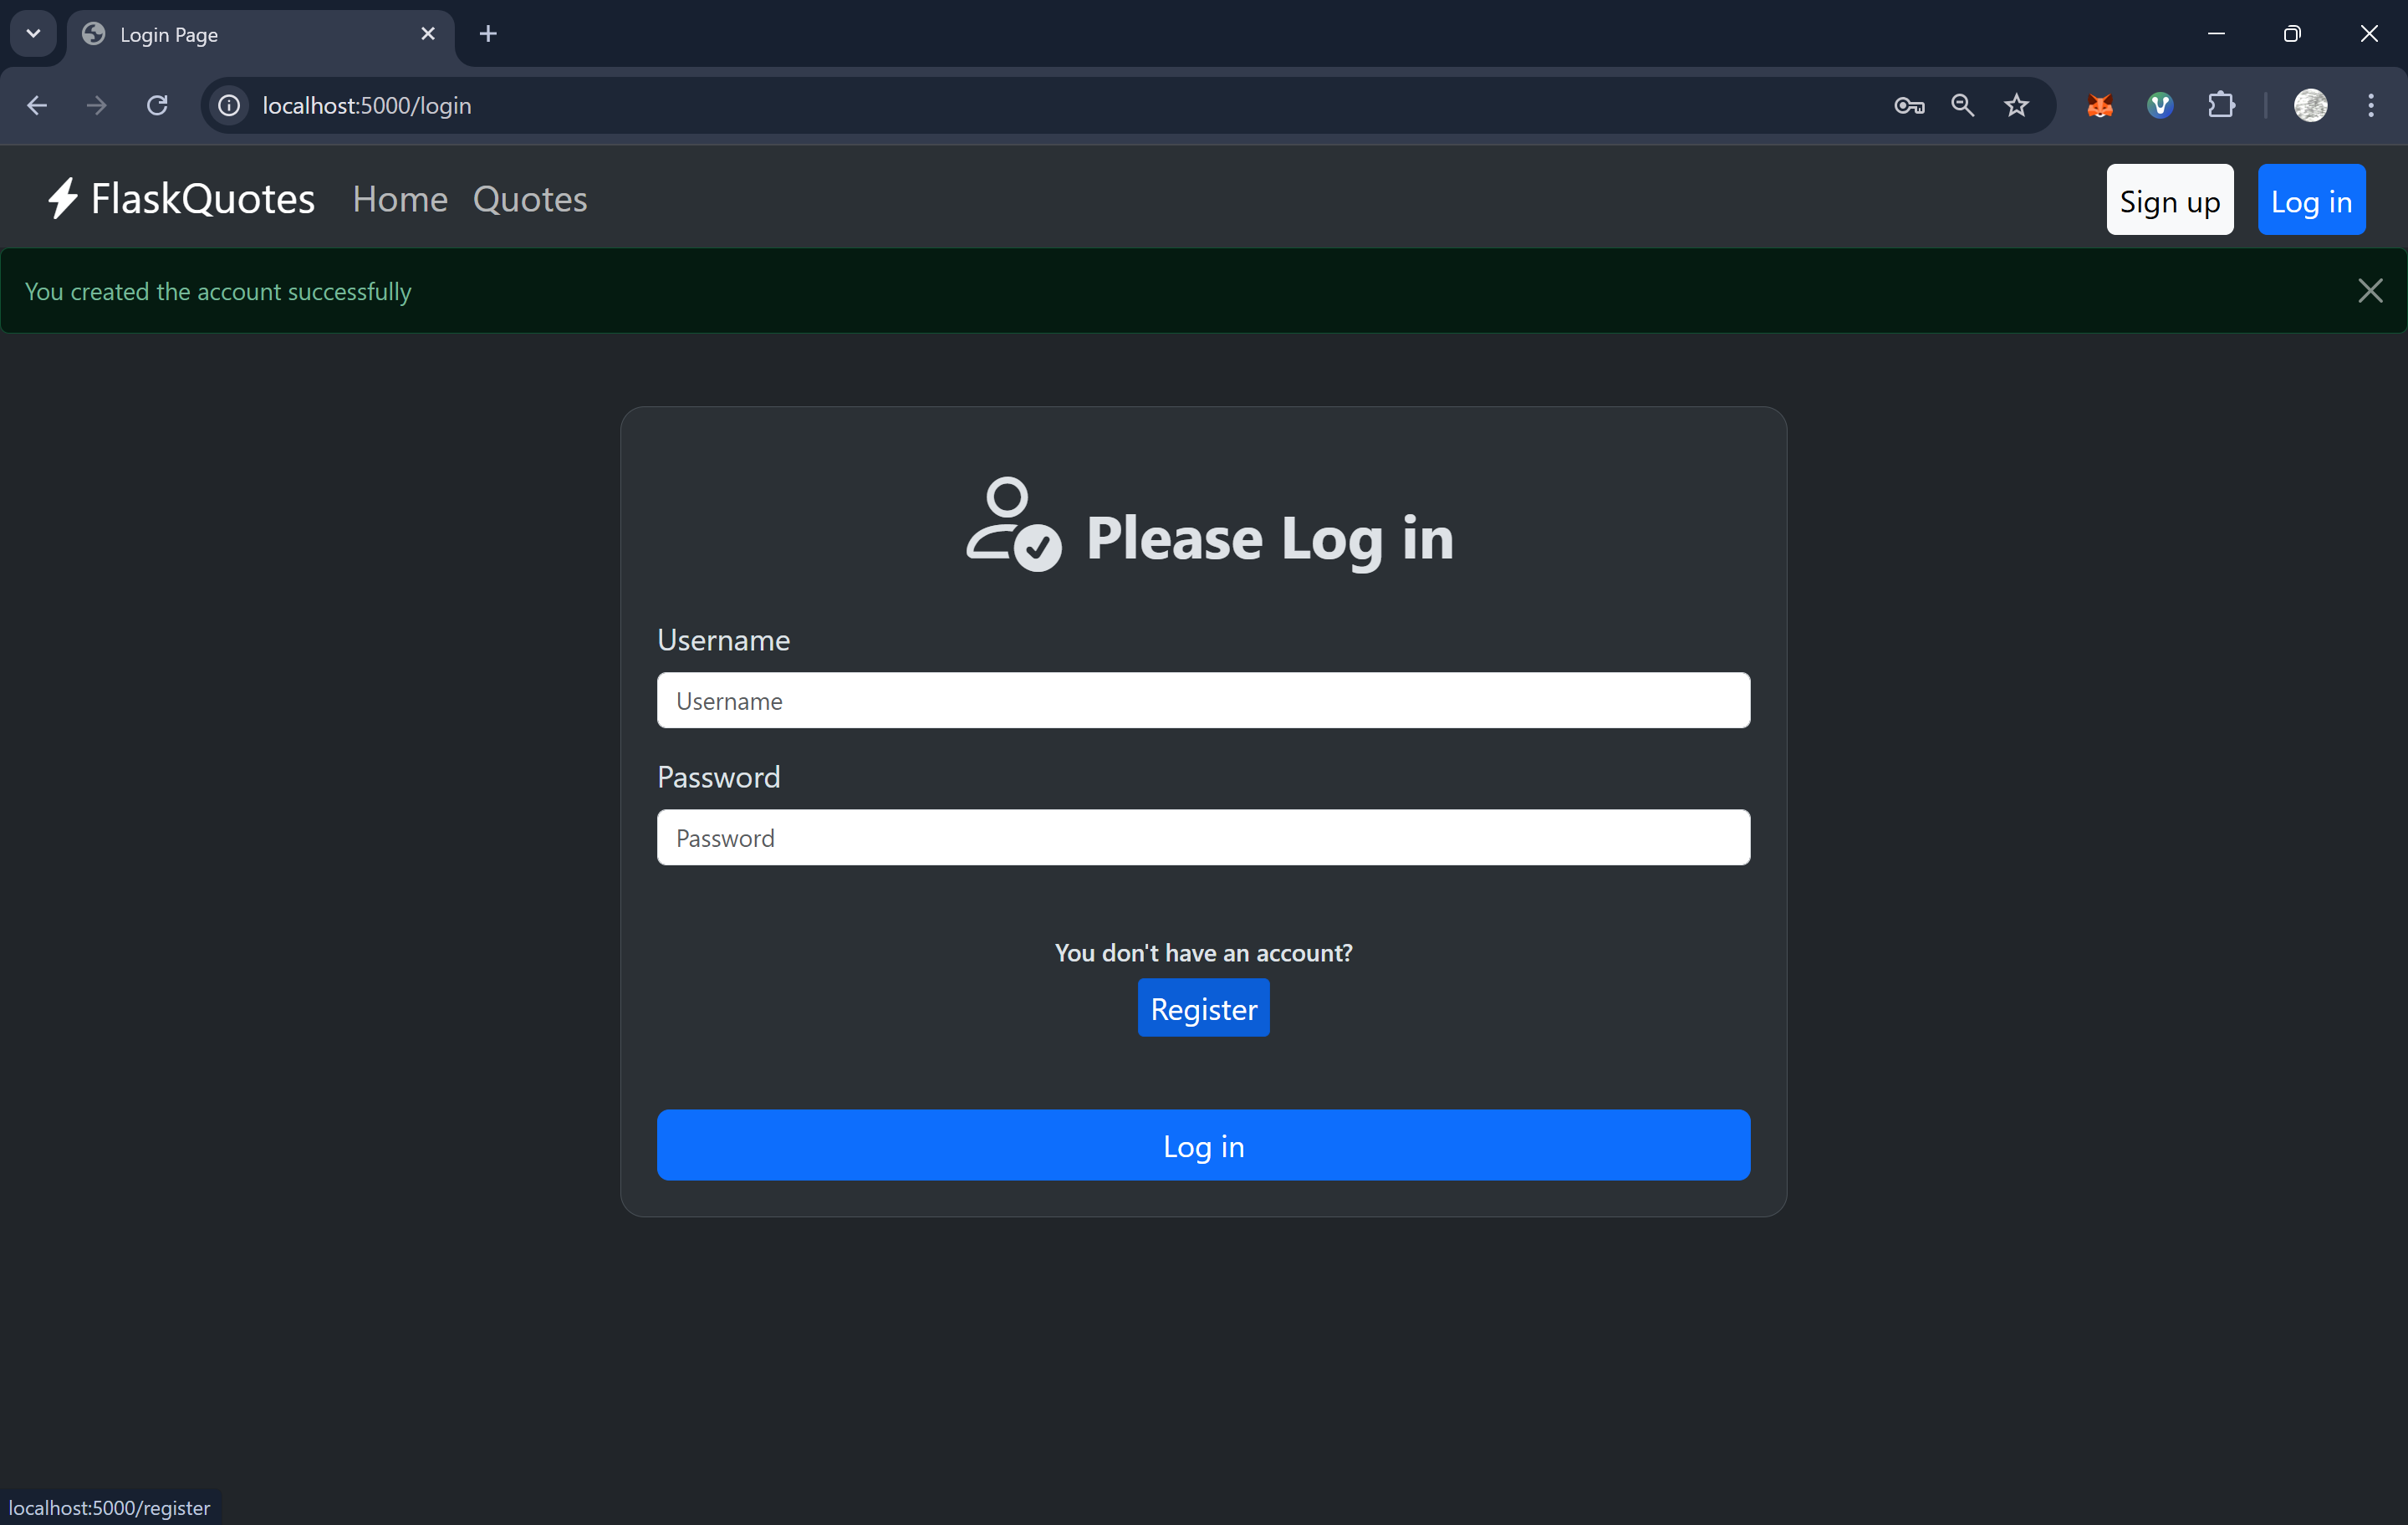 Login Page
localhost:5000/login
FlaskQuotes Home Quotes Sign up Log in
You created the account successfully
Please Log in
Username
Username
Password
Password
You don't have an account?
Register
Log in
localhost:5000/register